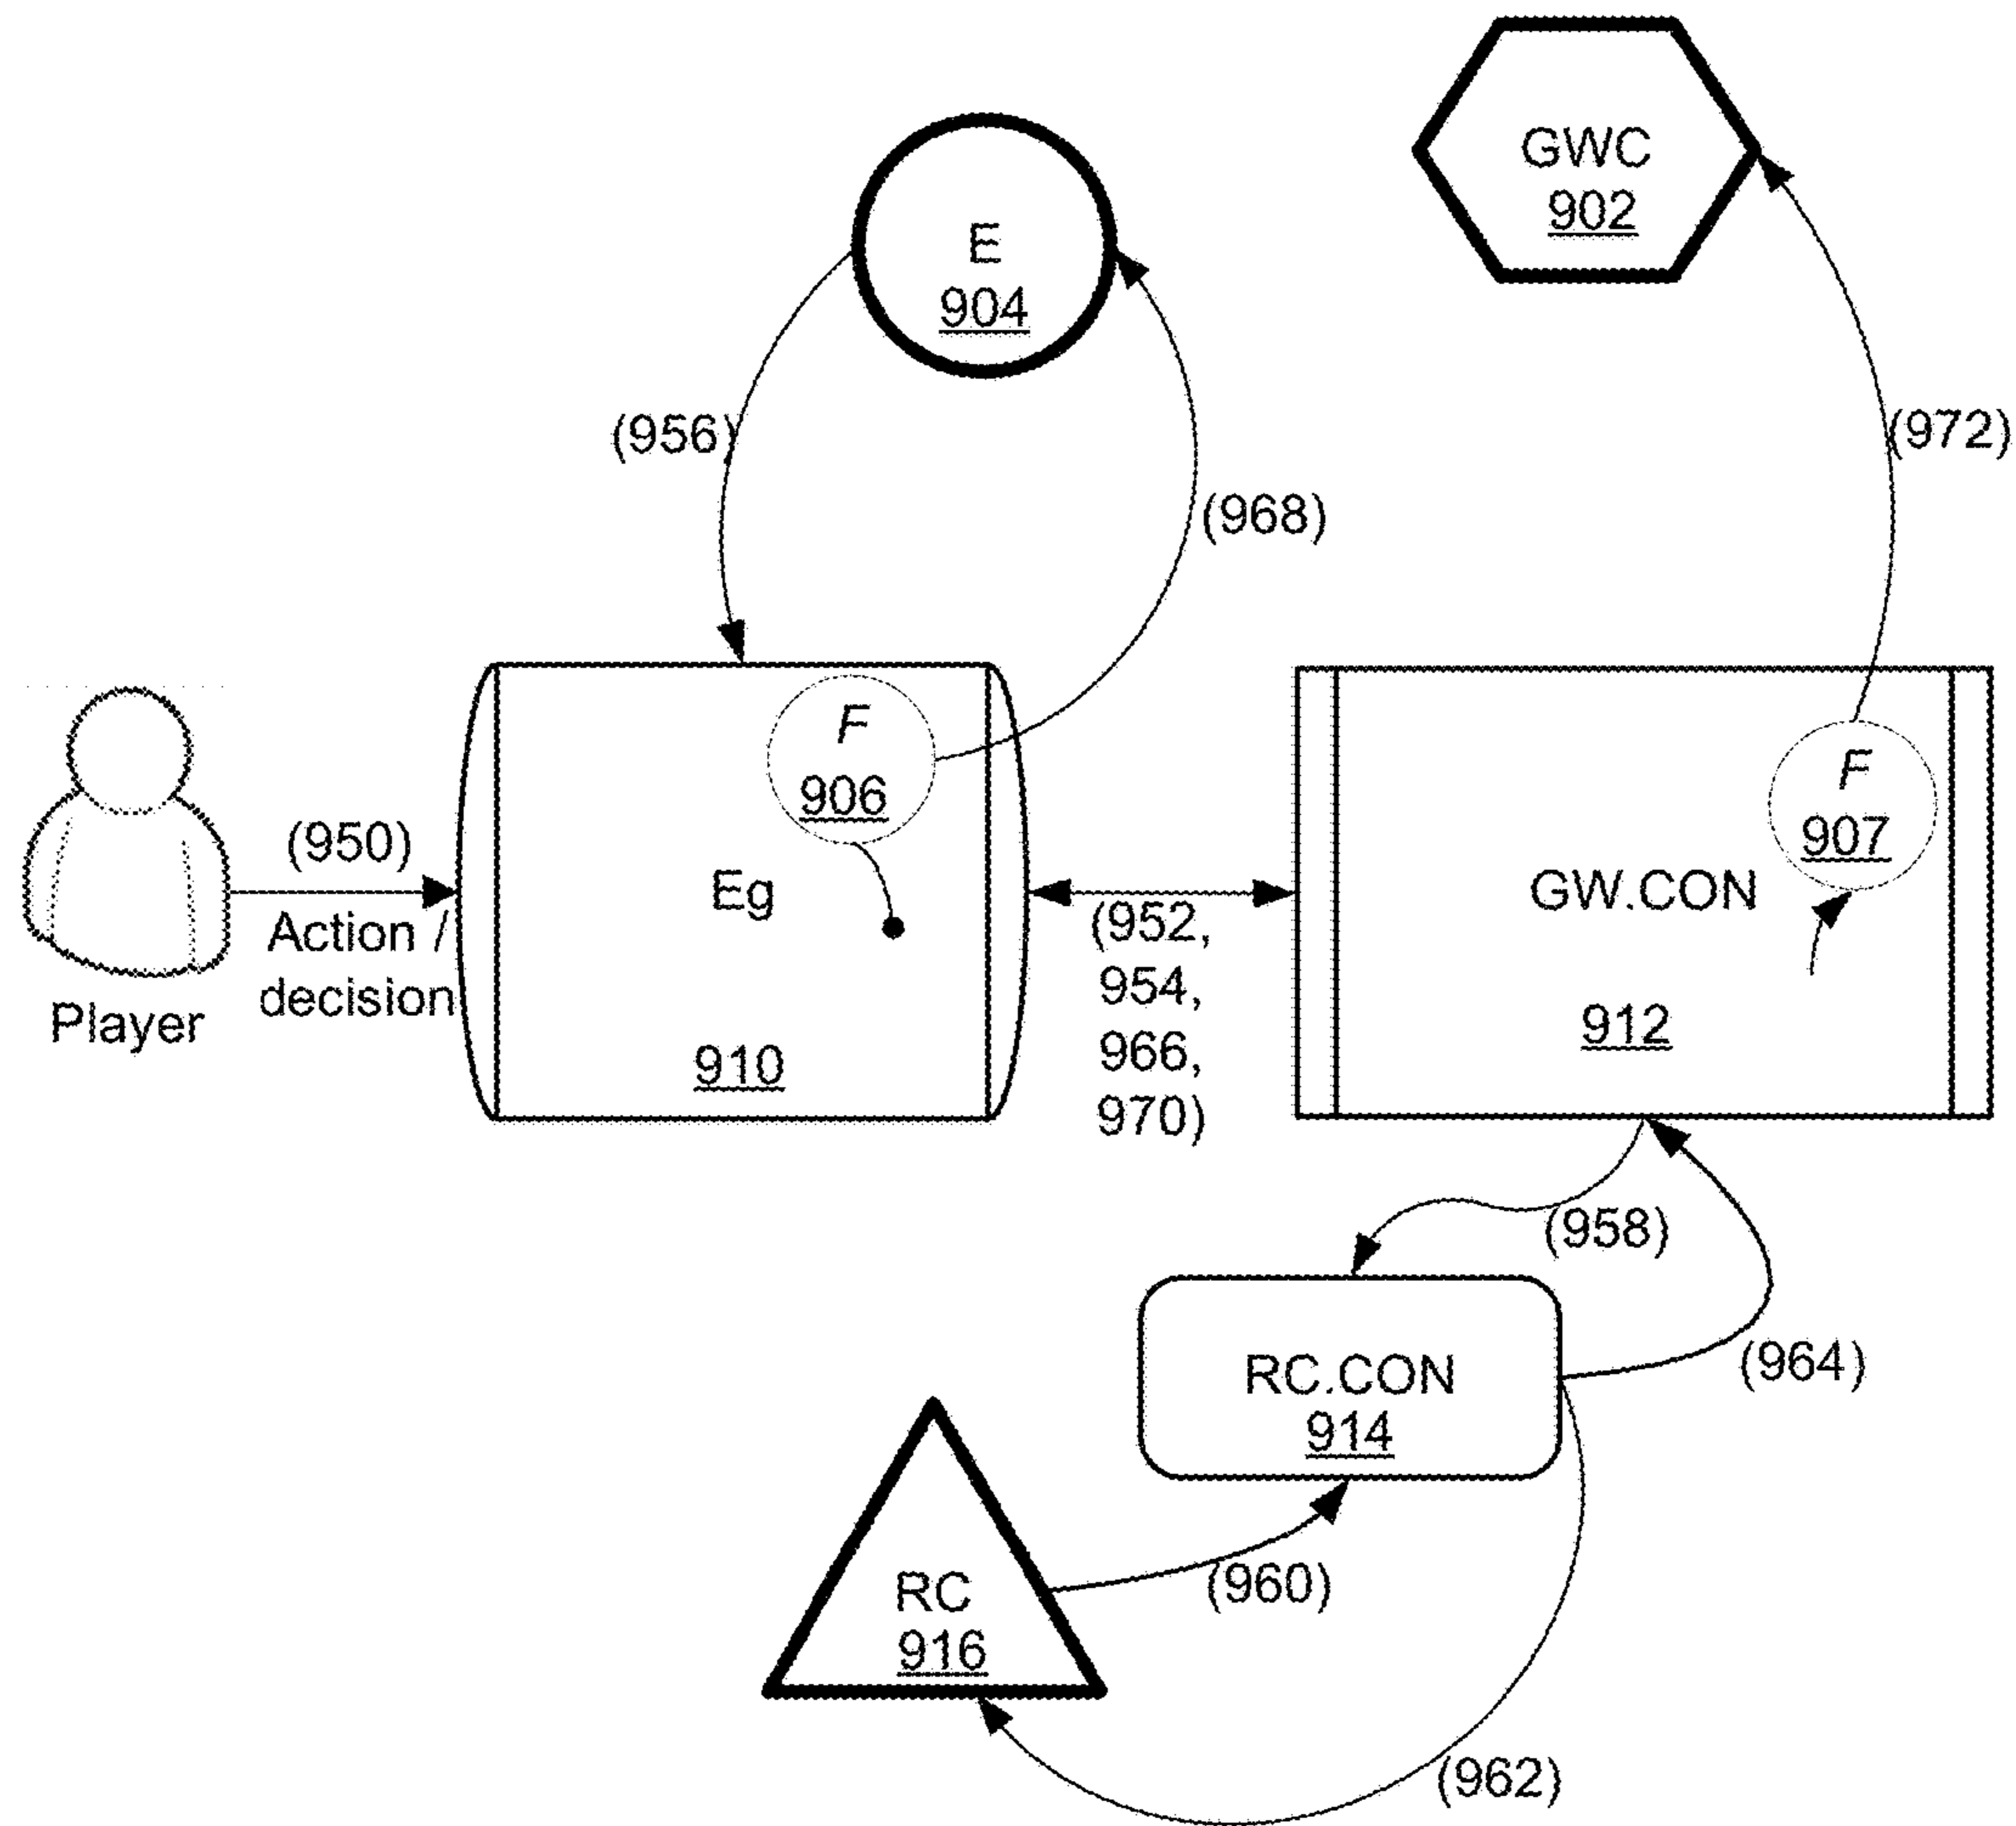 GWC
902
E
904
(956)
(972)
(968)
F
906
F
907
(950)
Action /
decision
Player
Eg
910
(952,
954,
966,
970)
GW.CON
912
(958)
RC.CON
914
(964)
RC
916
(960)
(962)